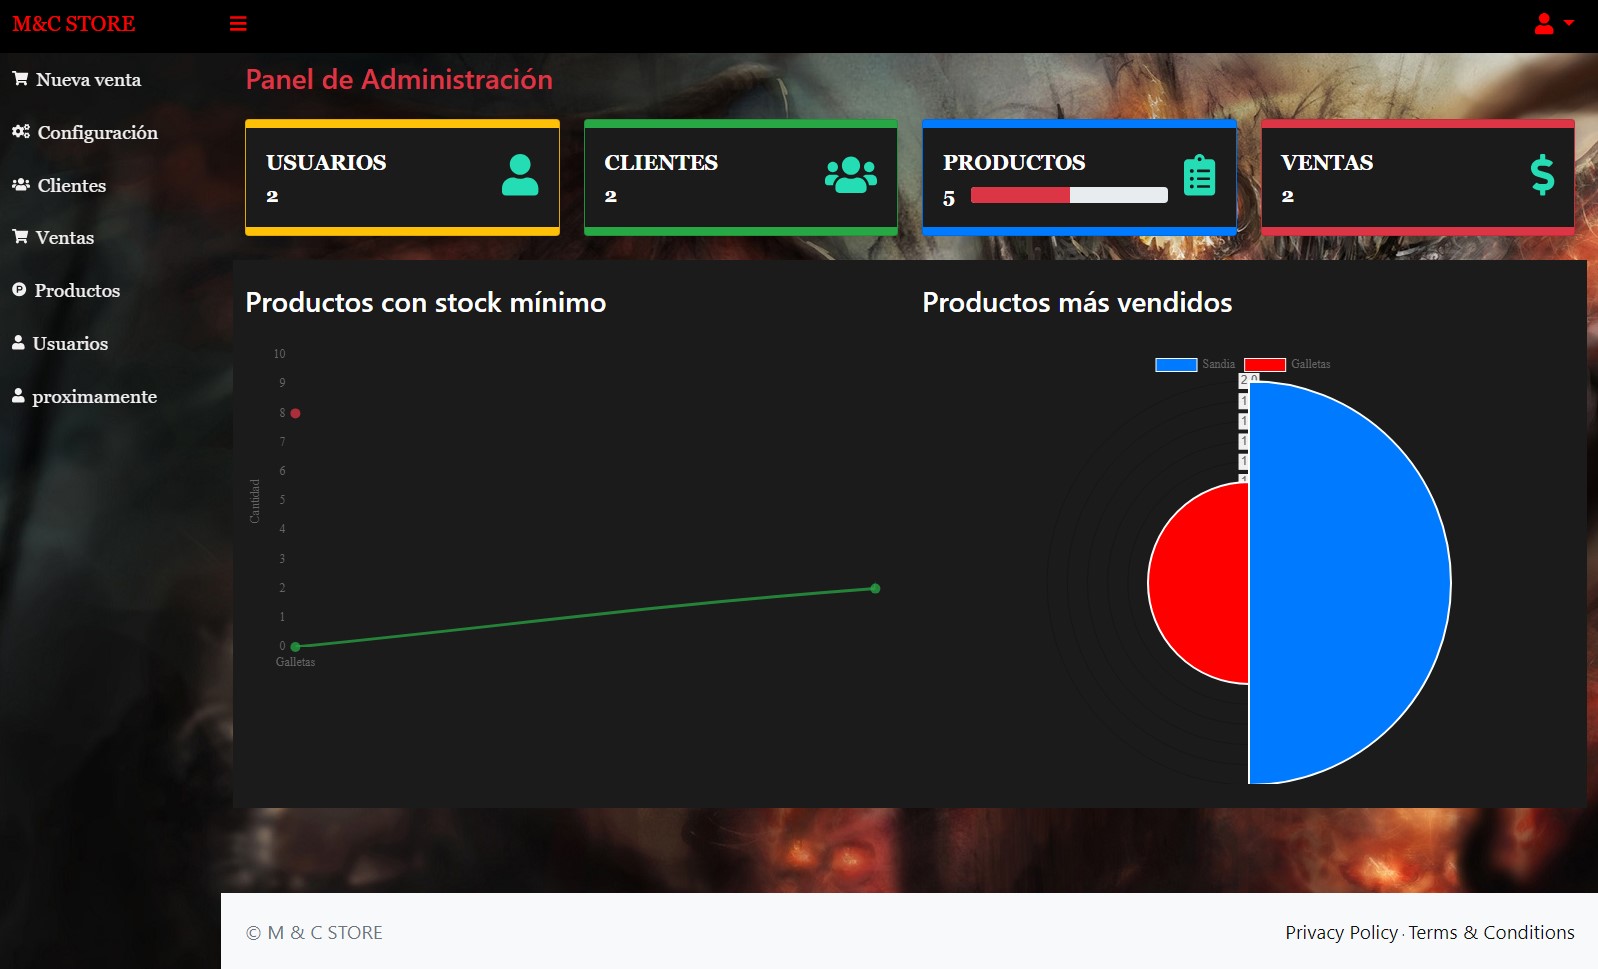 M&C STORE
Nueva venta
Configuración
Clientes
Ventas
Productos
Usuarios
proximamente
Panel de Administración
USUARIOS
2
CLIENTES
2
PRODUCTOS
5
VENTAS
2
Productos con stock mínimo
10
9
8
7
6
5
4
3
2
1
0
Cantidad
Galletas
Productos más vendidos
Sandia Galletas
2.0
1
1
1
1
© M & C STORE
Privacy Policy · Terms & Conditions